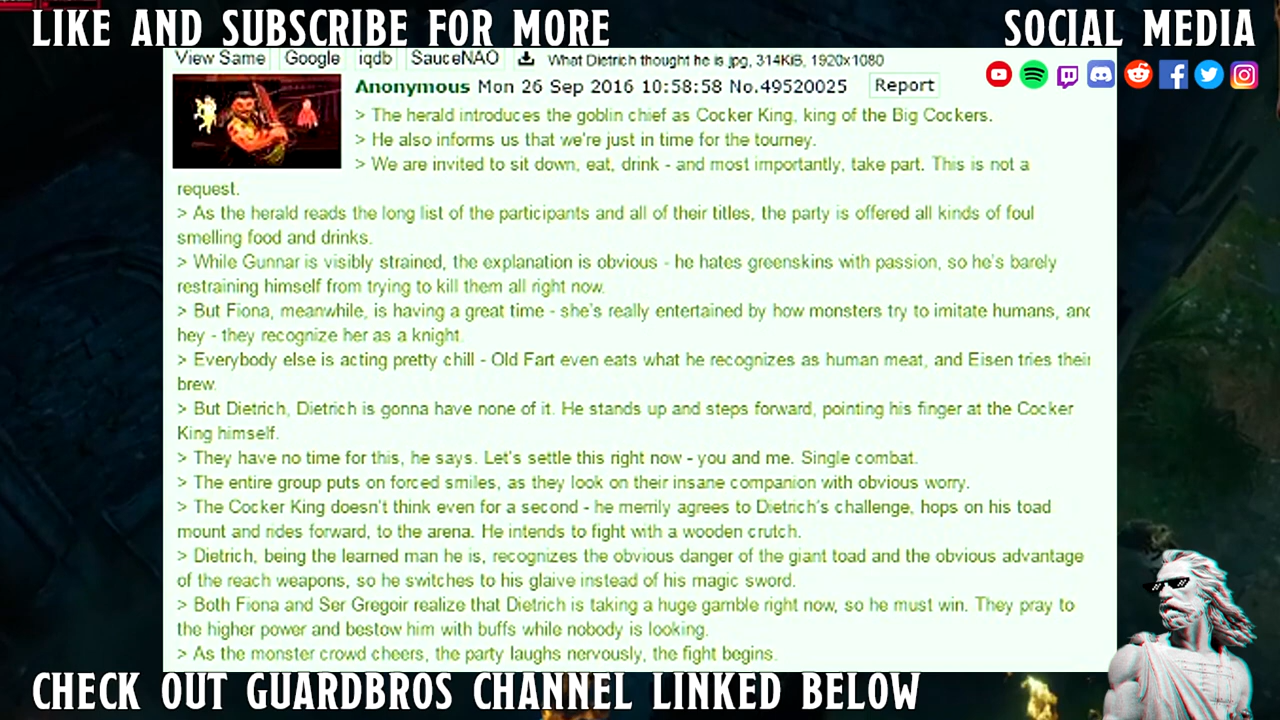 LIKE AND SUBSCRIBE FOR MORE
SOCIAL MEDIA
View Same Google iqdb SauceNAO What Dietrich thought he is.jpg, 314KiB, 1920x1080
Anonymous Mon 26 Sep 2016 10:58:58 No.49520025 Report
> The herald introduces the goblin chief as Cocker King, king of the Big Cockers.
> He also informs us that we're just in time for the tourney.
> We are invited to sit down, eat, drink - and most importantly, take part. This is not a
request.
> As the herald reads the long list of the participants and all of their titles, the party is offered all kinds of foul
smelling food and drinks.
> While Gunnar is visibly strained, the explanation is obvious - he hates greenskins with passion, so he's barely
restraining himself from trying to kill them all right now.
> But Fiona, meanwhile, is having a great time - she's really entertained by how monsters try to imitate humans, and
hey - they recognize her as a knight.
> Everybody else is acting pretty chill - Old Fart even eats what he recognizes as human meat, and Eisen tries their
brew.
> But Dietrich, Dietrich is gonna have none of it. He stands up and steps forward, pointing his finger at the Cocker
King himself.
> They have no time for this, he says. Let's settle this right now - you and me. Single combat.
> The entire group puts on forced smiles, as they look on their insane companion with obvious worry.
> The Cocker King doesn't think even for a second - he merrily agrees to Dietrich's challenge, hops on his toad
mount and rides forward, to the arena. He intends to fight with a wooden crutch.
> Dietrich, being the learned man he is, recognizes the obvious danger of the giant toad and the obvious advantage
of the reach weapons, so he switches to his glaive instead of his magic sword.
> Both Fiona and Ser Gregoir realize that Dietrich is taking a huge gamble right now, so he must win. They pray to
the higher power and bestow him with buffs while nobody is looking.
> As the monster crowd cheers, the party laughs nervously, the fight begins.
CHECK OUT GUARDBROS CHANNEL LINKED BELOW